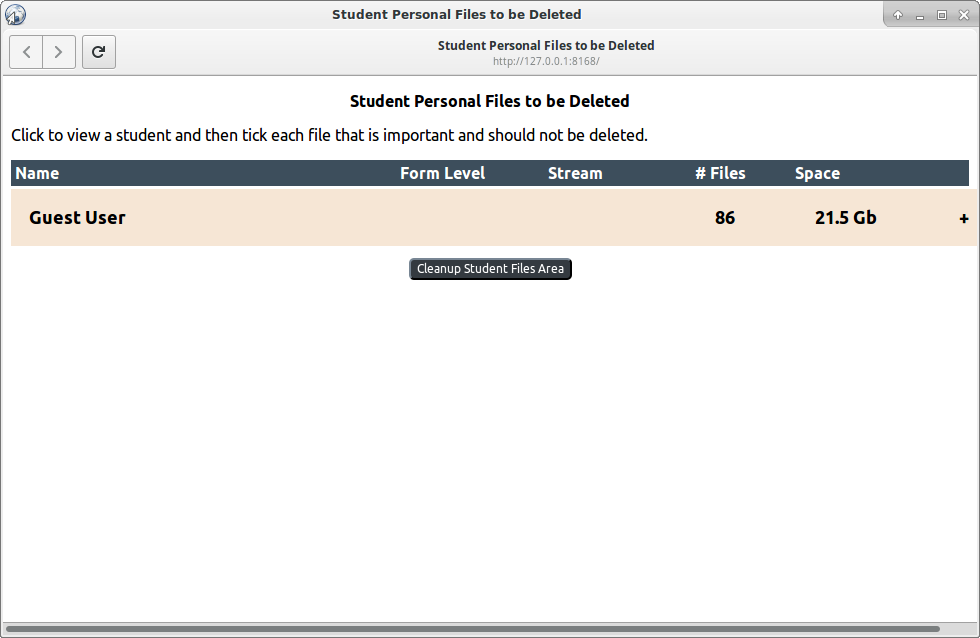 Student Personal Files to be Deleted
Student Personal Files to be Deleted
http://127.0.0.1:8168/
Student Personal Files to be Deleted
Click to view a student and then tick each file that is important and should not be deleted.
Name Form Level Stream # Files Space
Guest User 86 21.5 Gb +
Cleanup Student Files Area